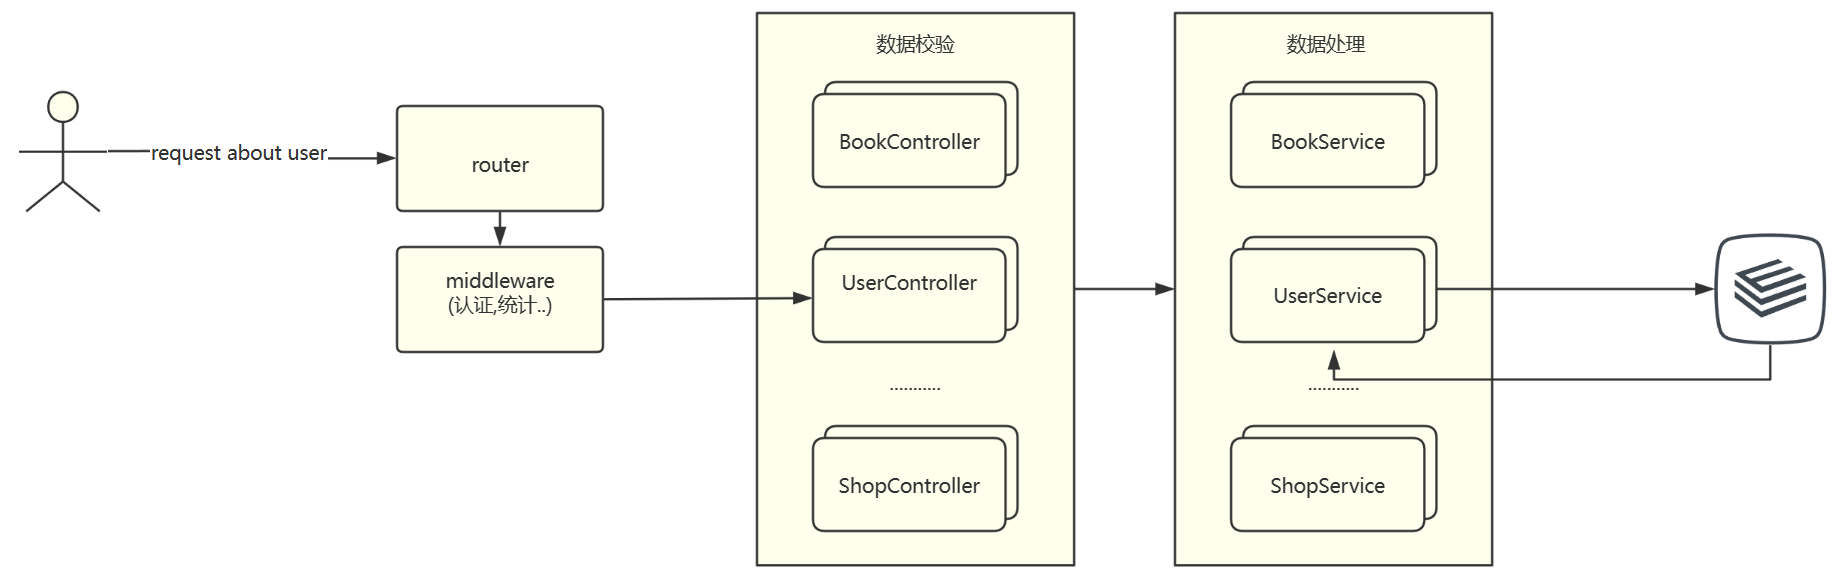 request about user
router
middleware
(认证,统计..)
数据校验
BookController
UserController
...........
ShopController
数据处理
BookService
UserService
...........
ShopService